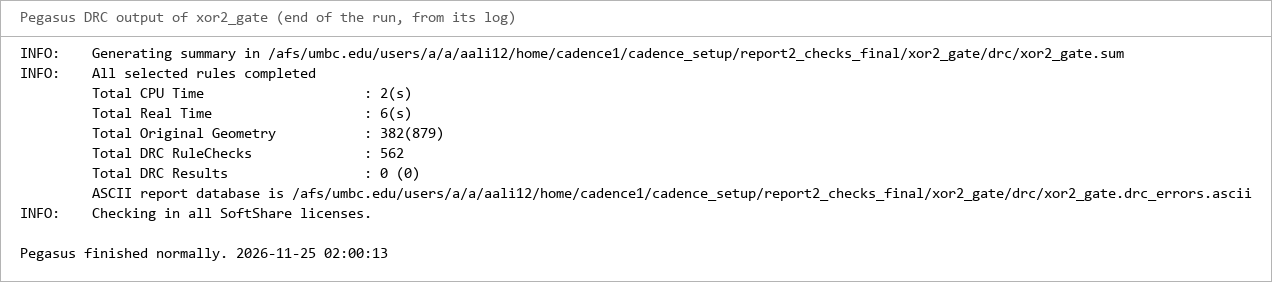 Pegasus DRC output of xor2_gate (end of the run, from its log)
INFO: Generating summary in /afs/umbc.edu/users/a/a/aali12/home/cadence1/cadence_setup/report2_checks_final/xor2_gate/drc/xor2_gate.sum
INFO: All selected rules completed
Total CPU Time : 2(s)
Total Real Time : 6(s)
Total Original Geometry : 382(879)
Total DRC RuleChecks : 562
Total DRC Results : 0 (0)
ASCII report database is /afs/umbc.edu/users/a/a/aali12/home/cadence1/cadence_setup/report2_checks_final/xor2_gate/drc/xor2_gate.drc_errors.ascii
INFO: Checking in all SoftShare licenses.
Pegasus finished normally. 2026-11-25 02:00:13